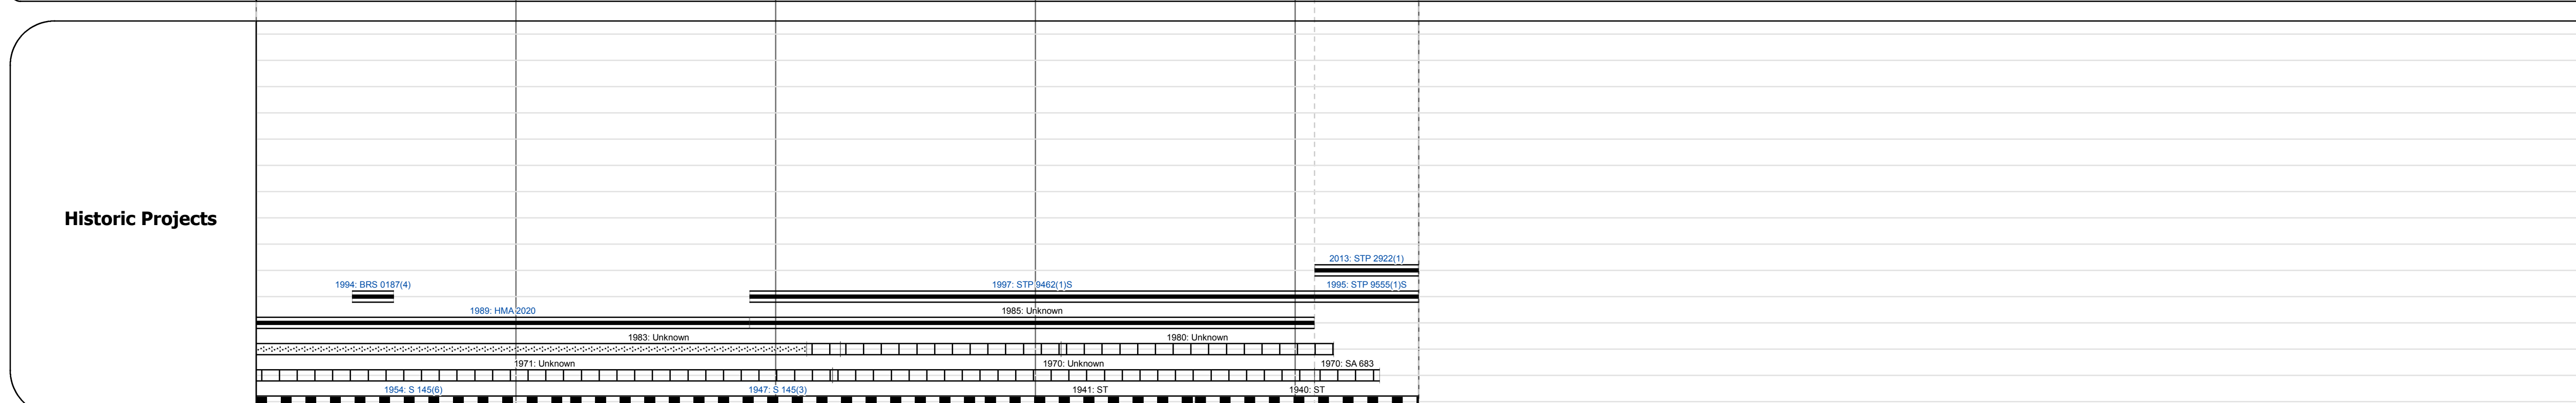 Historic Projects
2013: STP 2922(1)
1994: BRS 0187(4) 1997: STP 9462(1)S 1995: STP 9555(1)S
1989: HMA 2020 1985: Unknown
1983: Unknown 1980: Unknown
1971: Unknown 1970: Unknown 1970: SA 683
1954: S 145(6) 1947: S 145(3) 1941: ST 1940: ST